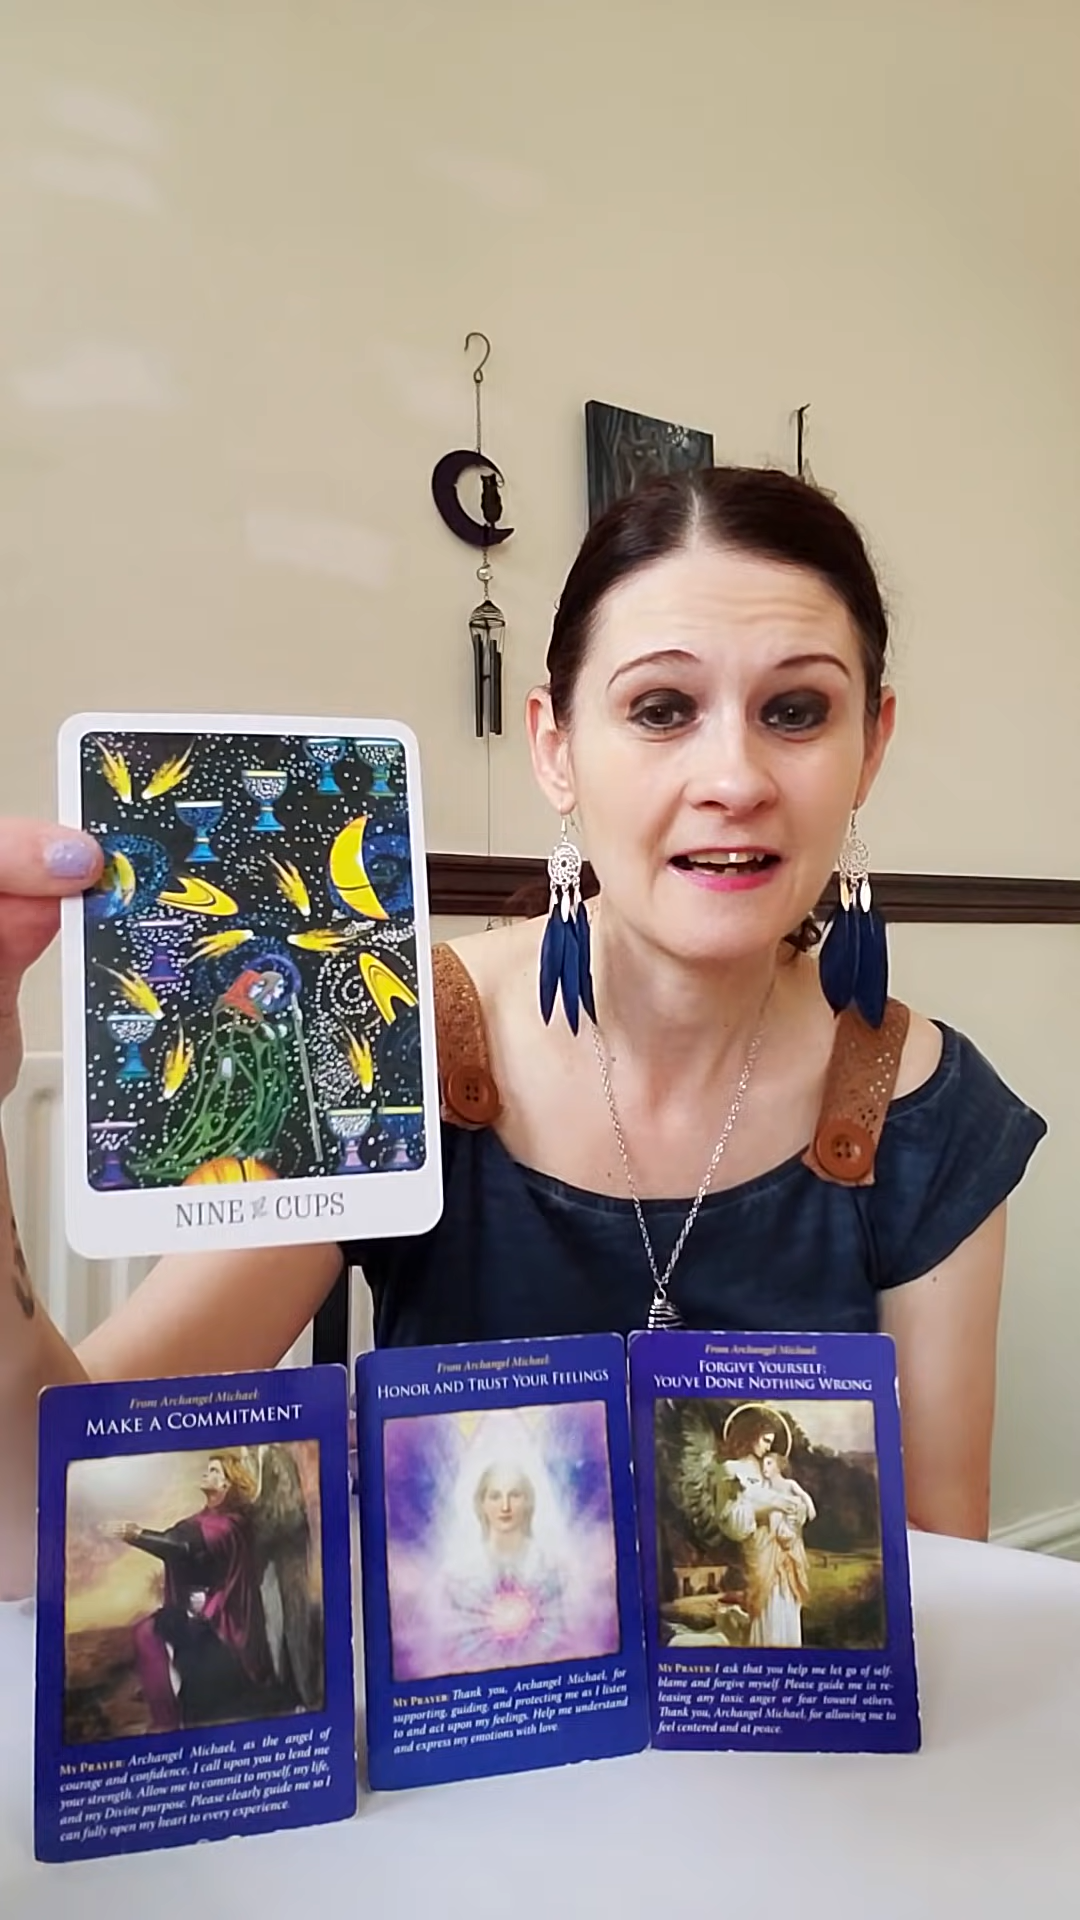 NINE OF CUPS
From Archangel Michael:
MAKE A COMMITMENT
MY PRAYER: Archangel Michael, as the angel of
courage and confidence, I call upon you to lend me
your strength. Allow me to commit to myself, my life,
and my Divine purpose. Please clearly guide me so I
can fully open my heart to every experience.
From Archangel Michael:
HONOR AND TRUST YOUR FEELINGS
MY PRAYER: Thank you, Archangel Michael, for
supporting, guiding, and protecting me as I listen
to and act upon my feelings. Help me understand
and express my emotions with love.
From Archangel Michael:
FORGIVE YOURSELF:
YOU'VE DONE NOTHING WRONG
MY PRAYER: I ask that you help me let go of self-
blame and forgive myself. Please guide me in re-
leasing any toxic anger or fear toward others.
Thank you, Archangel Michael, for allowing me to
feel centered and at peace.